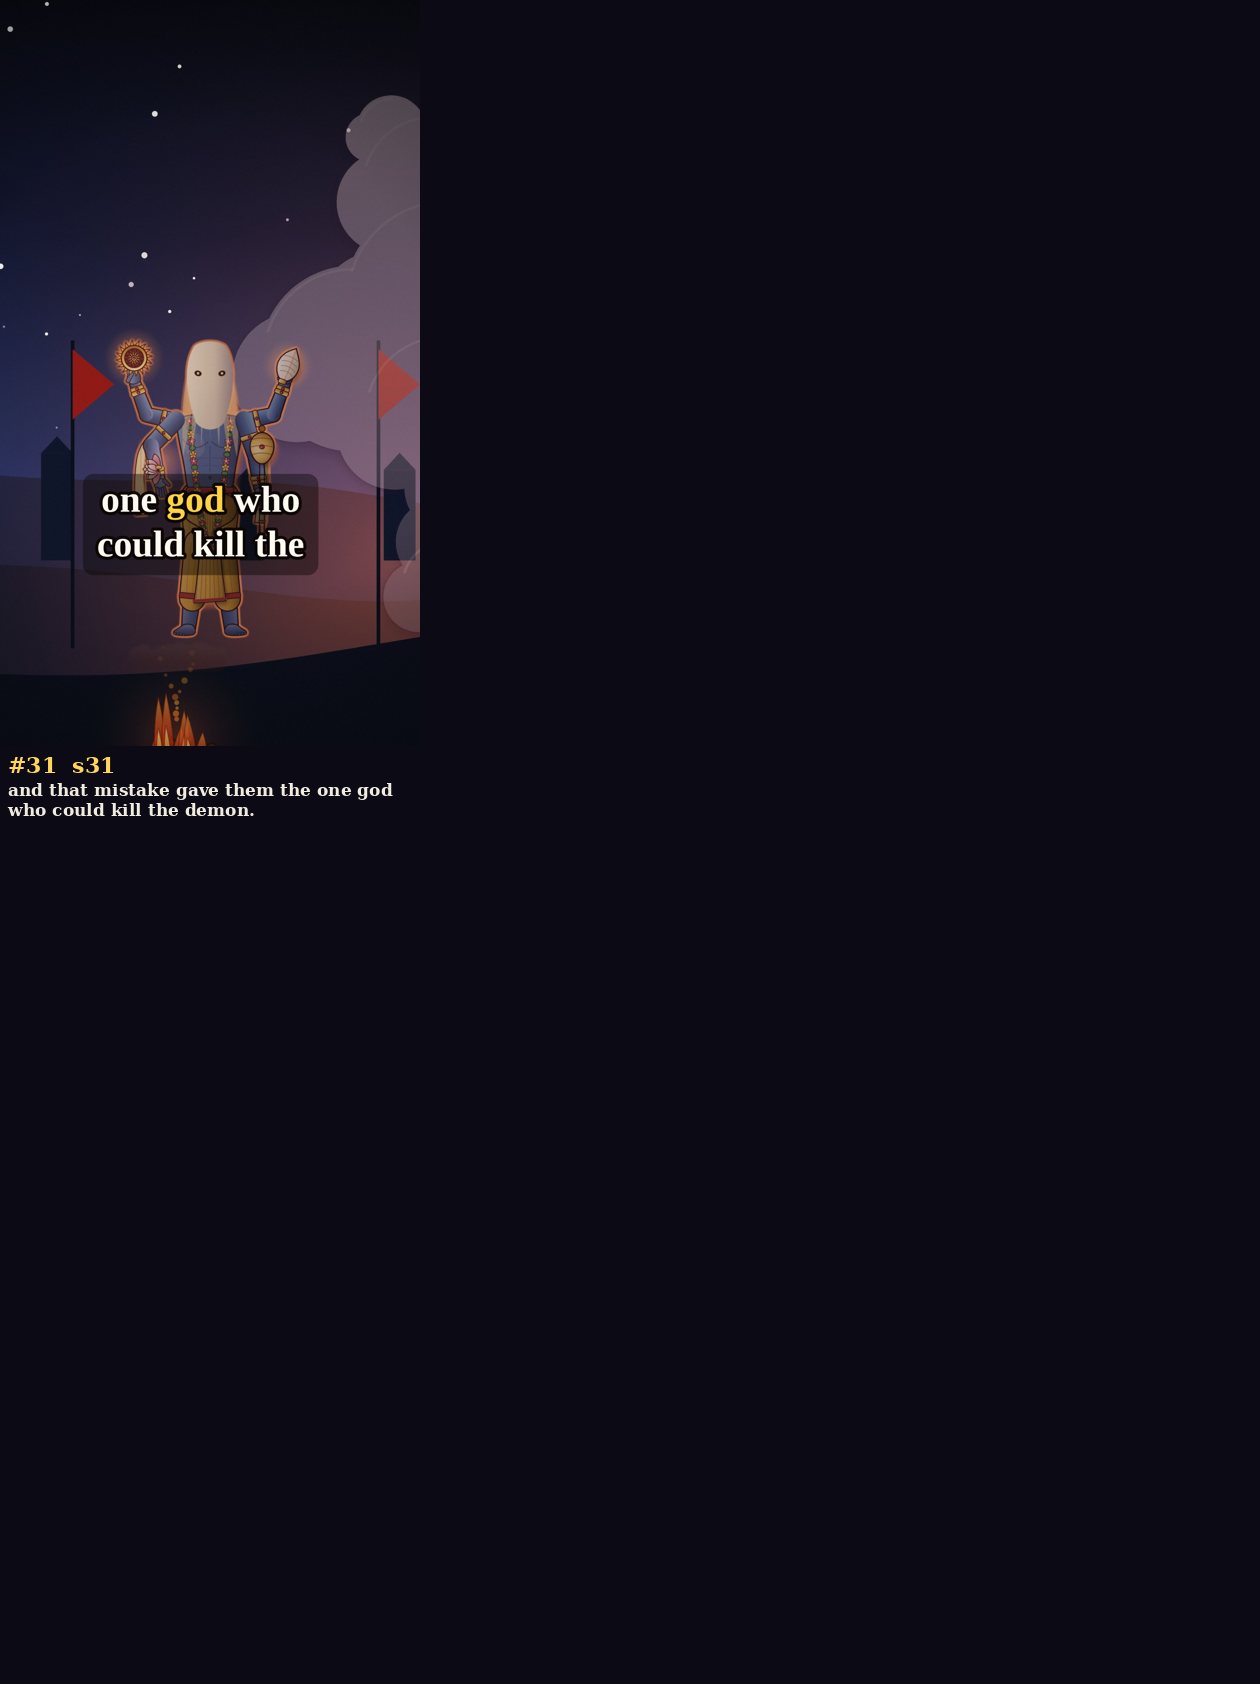 one god who
could kill the
#31 s31
and that mistake gave them the one god
who could kill the demon.